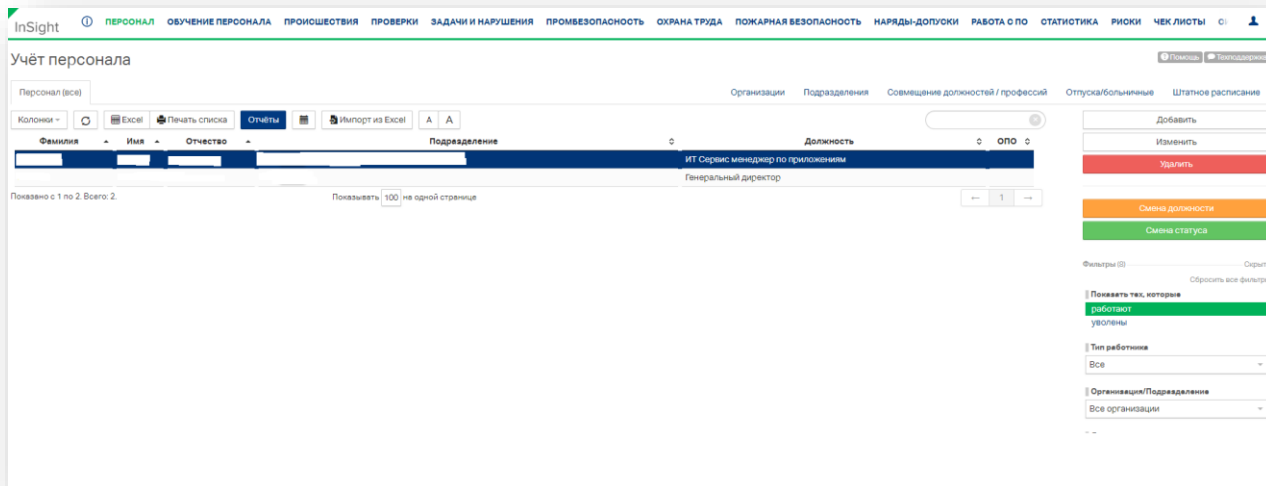 InSight ПЕРСОНАЛ ОБУЧЕНИЕ ПЕРСОНАЛА ПРОИСШЕСТВИЯ ПРОВЕРКИ ЗАДАЧИ И НАРУШЕНИЯ ПРОМБЕЗОПАСНОСТЬ ОХРАНА ТРУДА ПОЖАРНАЯ БЕЗОПАСНОСТЬ НАРЯДЫ-ДОПУСКИ РАБОТА С ПО СТАТИСТИКА РИСКИ ЧЕК ЛИСТЫ
Учёт персонала Помощь Техподдержка
Персонал (все) Организации Подразделения Совмещение должностей / профессий Отпуска/больничные Штатное расписание
Колонки Excel Печать списка Отчёты Импорт из Excel A A Добавить
Фамилия Имя Отчество Подразделение Должность ОПО Изменить
ИТ Сервис менеджер по приложениям Удалить
Генеральный директор
Показано с 1 по 2. Всего: 2. Показывать 100 на одной странице ← 1 →
Смена должности
Смена статуса
Фильтры (0) Скрыт
Сбросить все фильтры
Показать тех, которые
работают
уволены
Тип работника
Все
Организация/Подразделение
Все организации